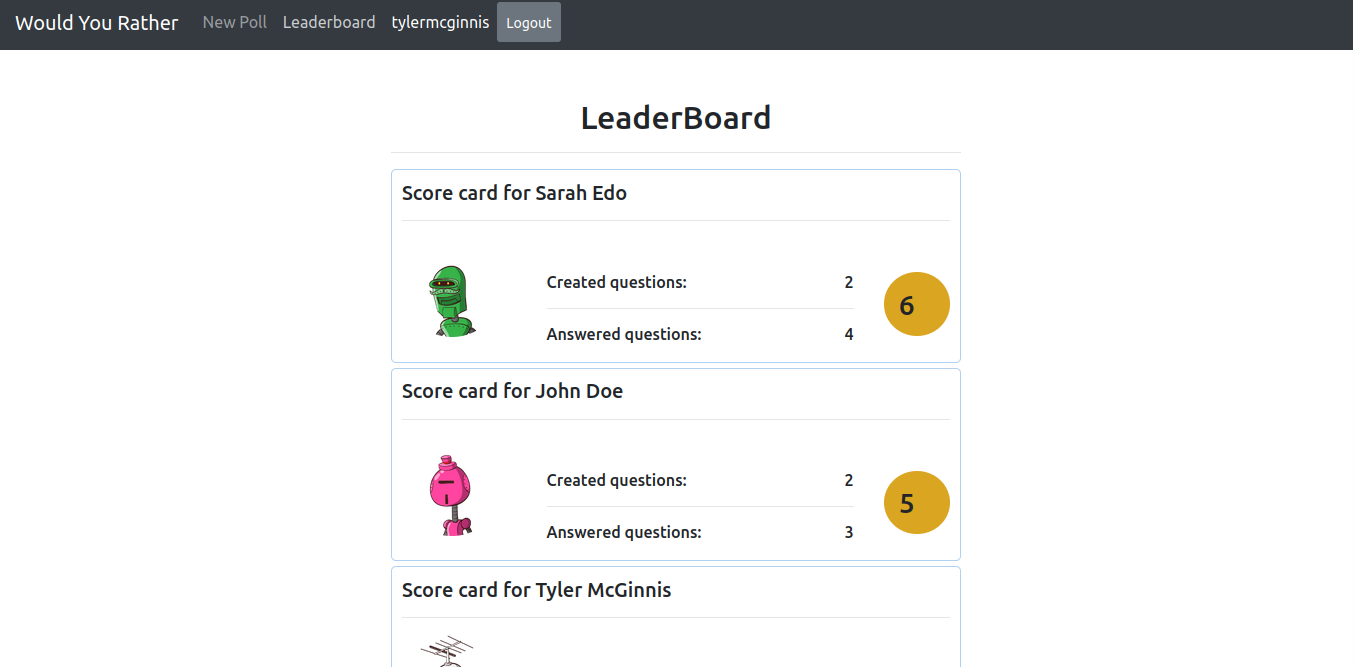 Would You Rather New Poll Leaderboard tylermcginnis Logout
LeaderBoard
Score card for Sarah Edo
Created questions: 2
6
Answered questions: 4
Score card for John Doe
Created questions: 2
5
Answered questions: 3
Score card for Tyler McGinnis